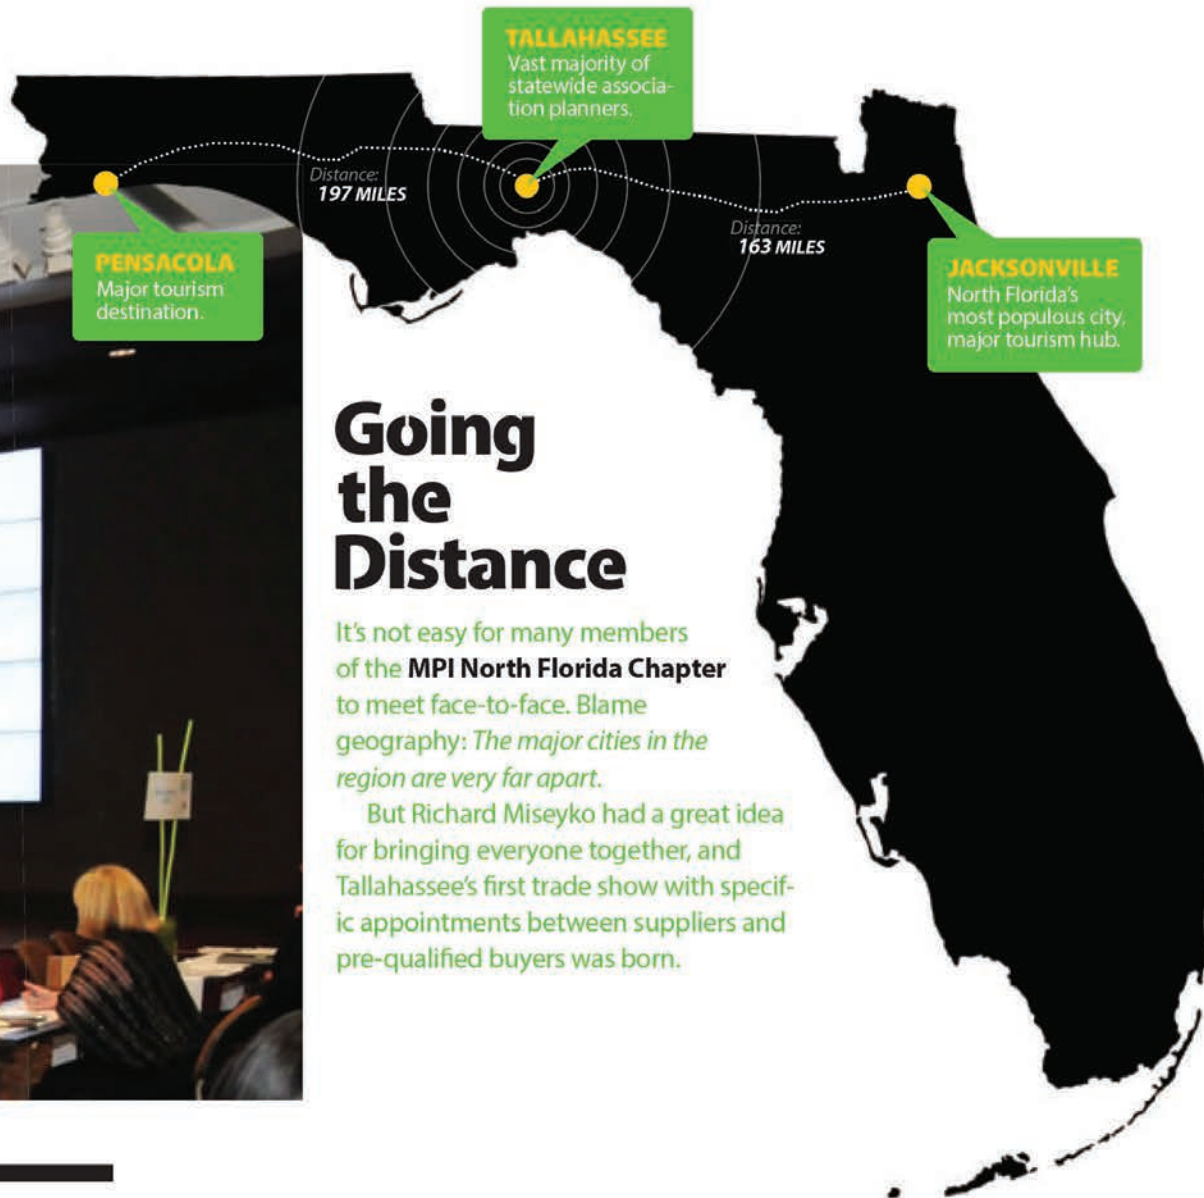 TALLAHASSEE
Vast majority of
statewide associa-
tion planners.
Distance:
197 MILES
Distance:
163 MILES
PENSACOLA
Major tourism
destination.
JACKSONVILLE
North Florida's
most populous city,
major tourism hub.
Going
the
Distance
It's not easy for many members
of the MPI North Florida Chapter
to meet face-to-face. Blame
geography: The major cities in the
region are very far apart.
But Richard Miseyko had a great idea
for bringing everyone together, and
Tallahassee's first trade show with specif-
ic appointments between suppliers and
pre-qualified buyers was born.